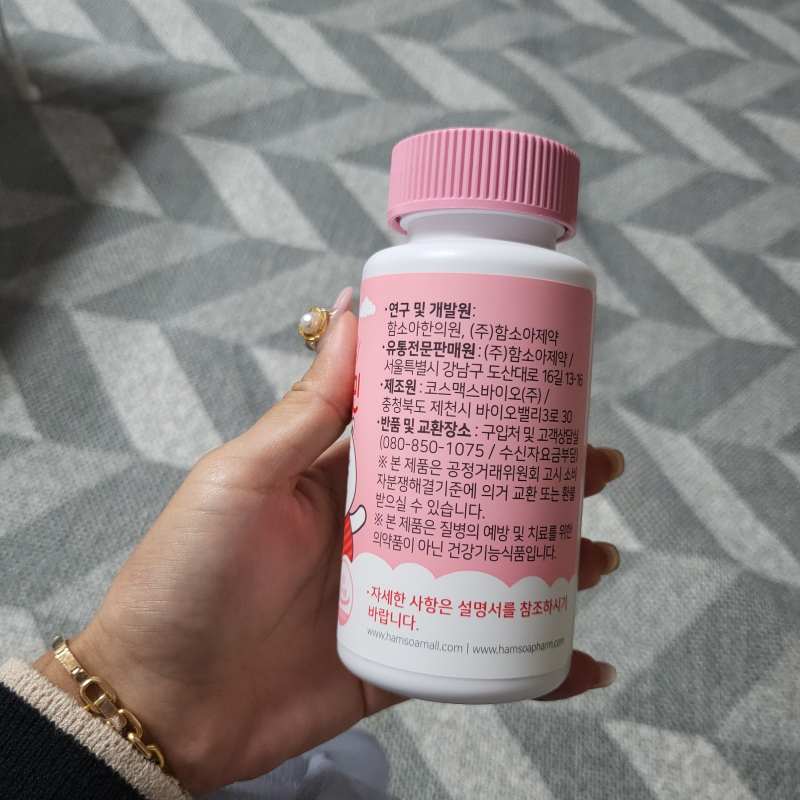 ·연구 및 개발원:
함소아한의원, (주)함소아제약
·유통전문판매원 : (주)함소아제약 /
서울특별시 강남구 도산대로 16길 13-16
·제조원 : 코스맥스바이오(주) /
충청북도 제천시 바이오밸리3로 30
·반품 및 교환장소 : 구입처 및 고객상담실
(080-850-1075 / 수신자요금부담)
※ 본 제품은 공정거래위원회 고시 소비
자분쟁해결기준에 의거 교환 또는 환불
받으실 수 있습니다.
※ 본 제품은 질병의 예방 및 치료를 위한
의약품이 아닌 건강기능식품입니다.
·자세한 사항은 설명서를 참조하시기
바랍니다.
www.hamsoamall.com | www.hamsoapharm.com